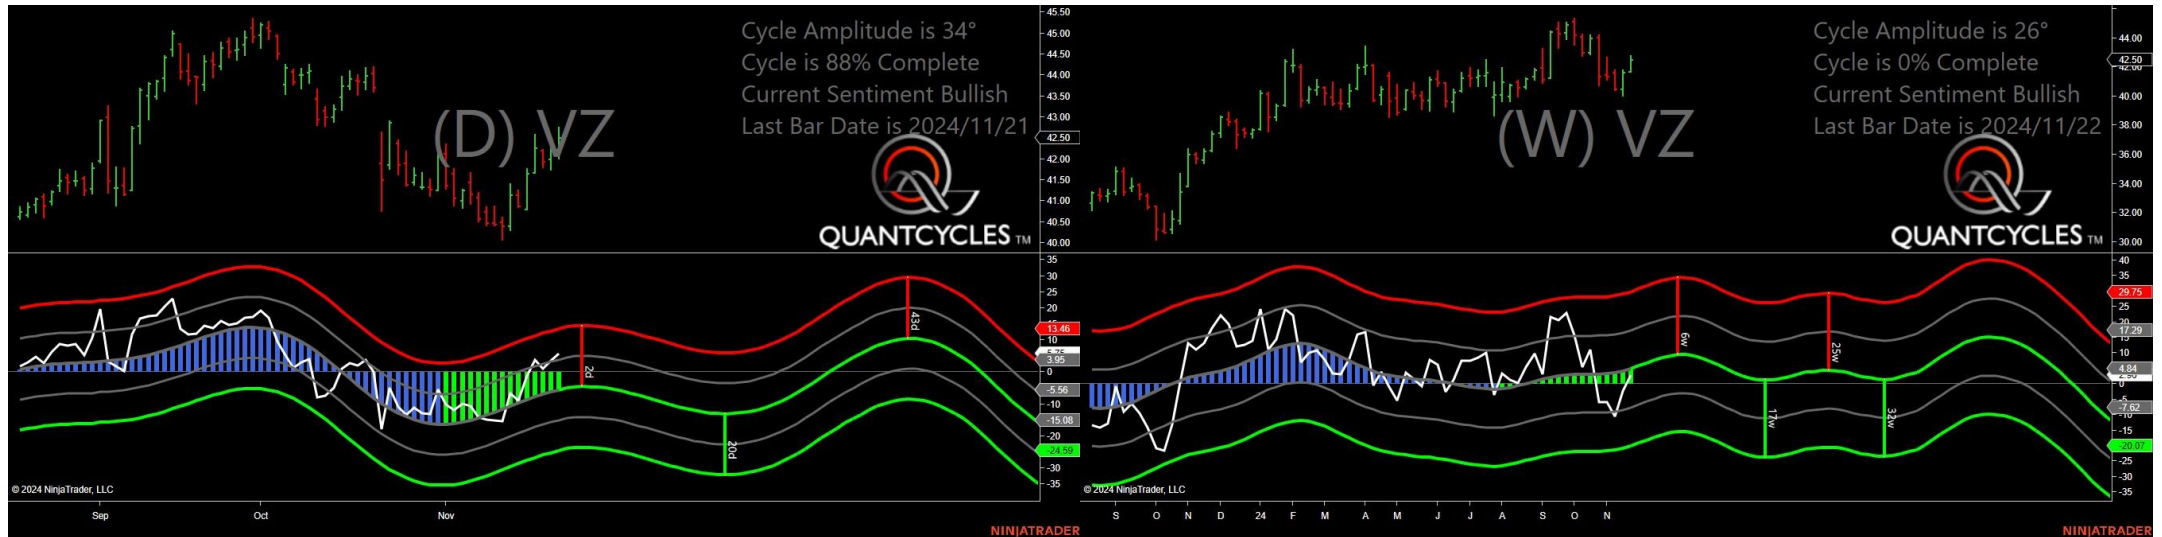 Cycle Amplitude is 34°
Cycle is 88% Complete
Current Sentiment Bullish
Last Bar Date is 2024/11/21
(D) VZ
QUANTCYCLES TM
45.50
45.00
44.50
44.00
43.50
43.00
42.50
42.00
41.50
41.00
40.50
40.00
35
30
25
20
15
13.46
10
3.95
0
-5.56
-10
-15.08
-20
-24.59
-30
-35
2d
20d
43d
© 2024 NinjaTrader, LLC
Sep
Oct
Nov
NINJATRADER
Cycle Amplitude is 26°
Cycle is 0% Complete
Current Sentiment Bullish
Last Bar Date is 2024/11/22
(W) VZ
QUANTCYCLES TM
44.00
42.50
40.00
38.00
36.00
34.00
32.00
30.00
40
35
29.75
25
17.29
15
10
4.84
-7.62
-15
-20.07
-25
-30
-35
6w
17w
25w
32w
© 2024 NinjaTrader, LLC
S O N D 24 F M A M J J A S O N
NINJATRADER